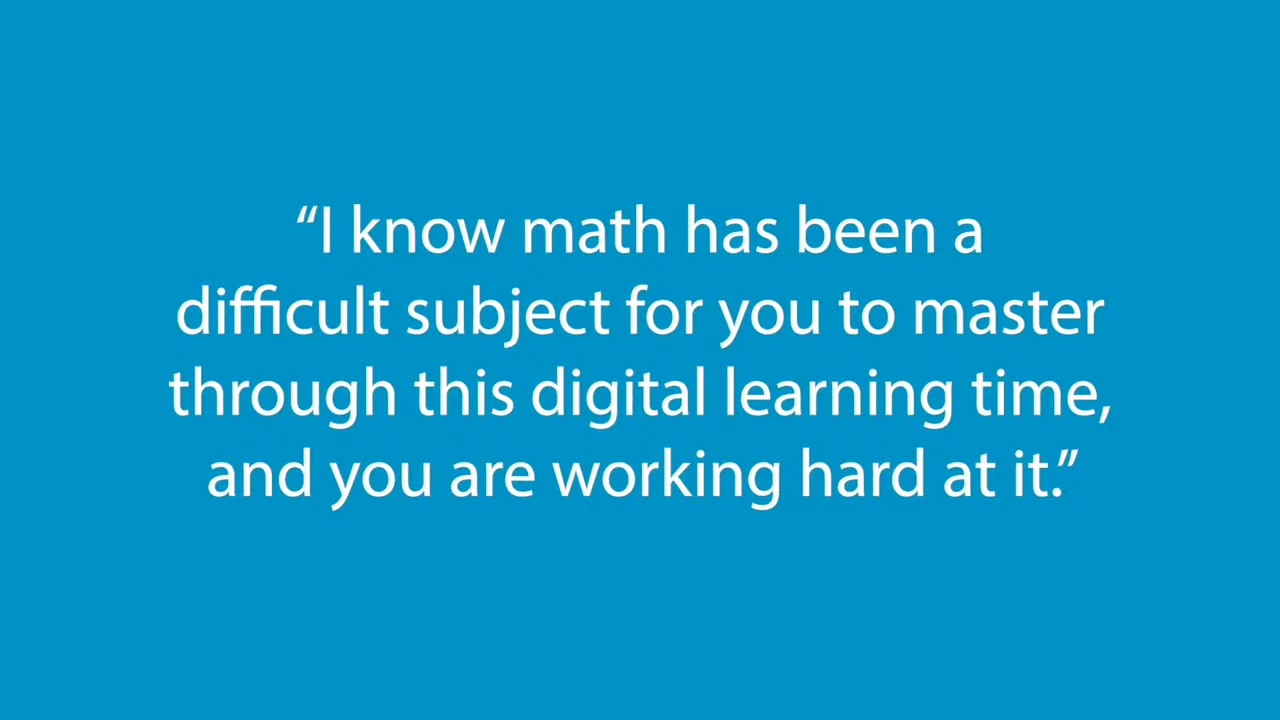 “I know math has been a
difficult subject for you to master
through this digital learning time,
and you are working hard at it.”